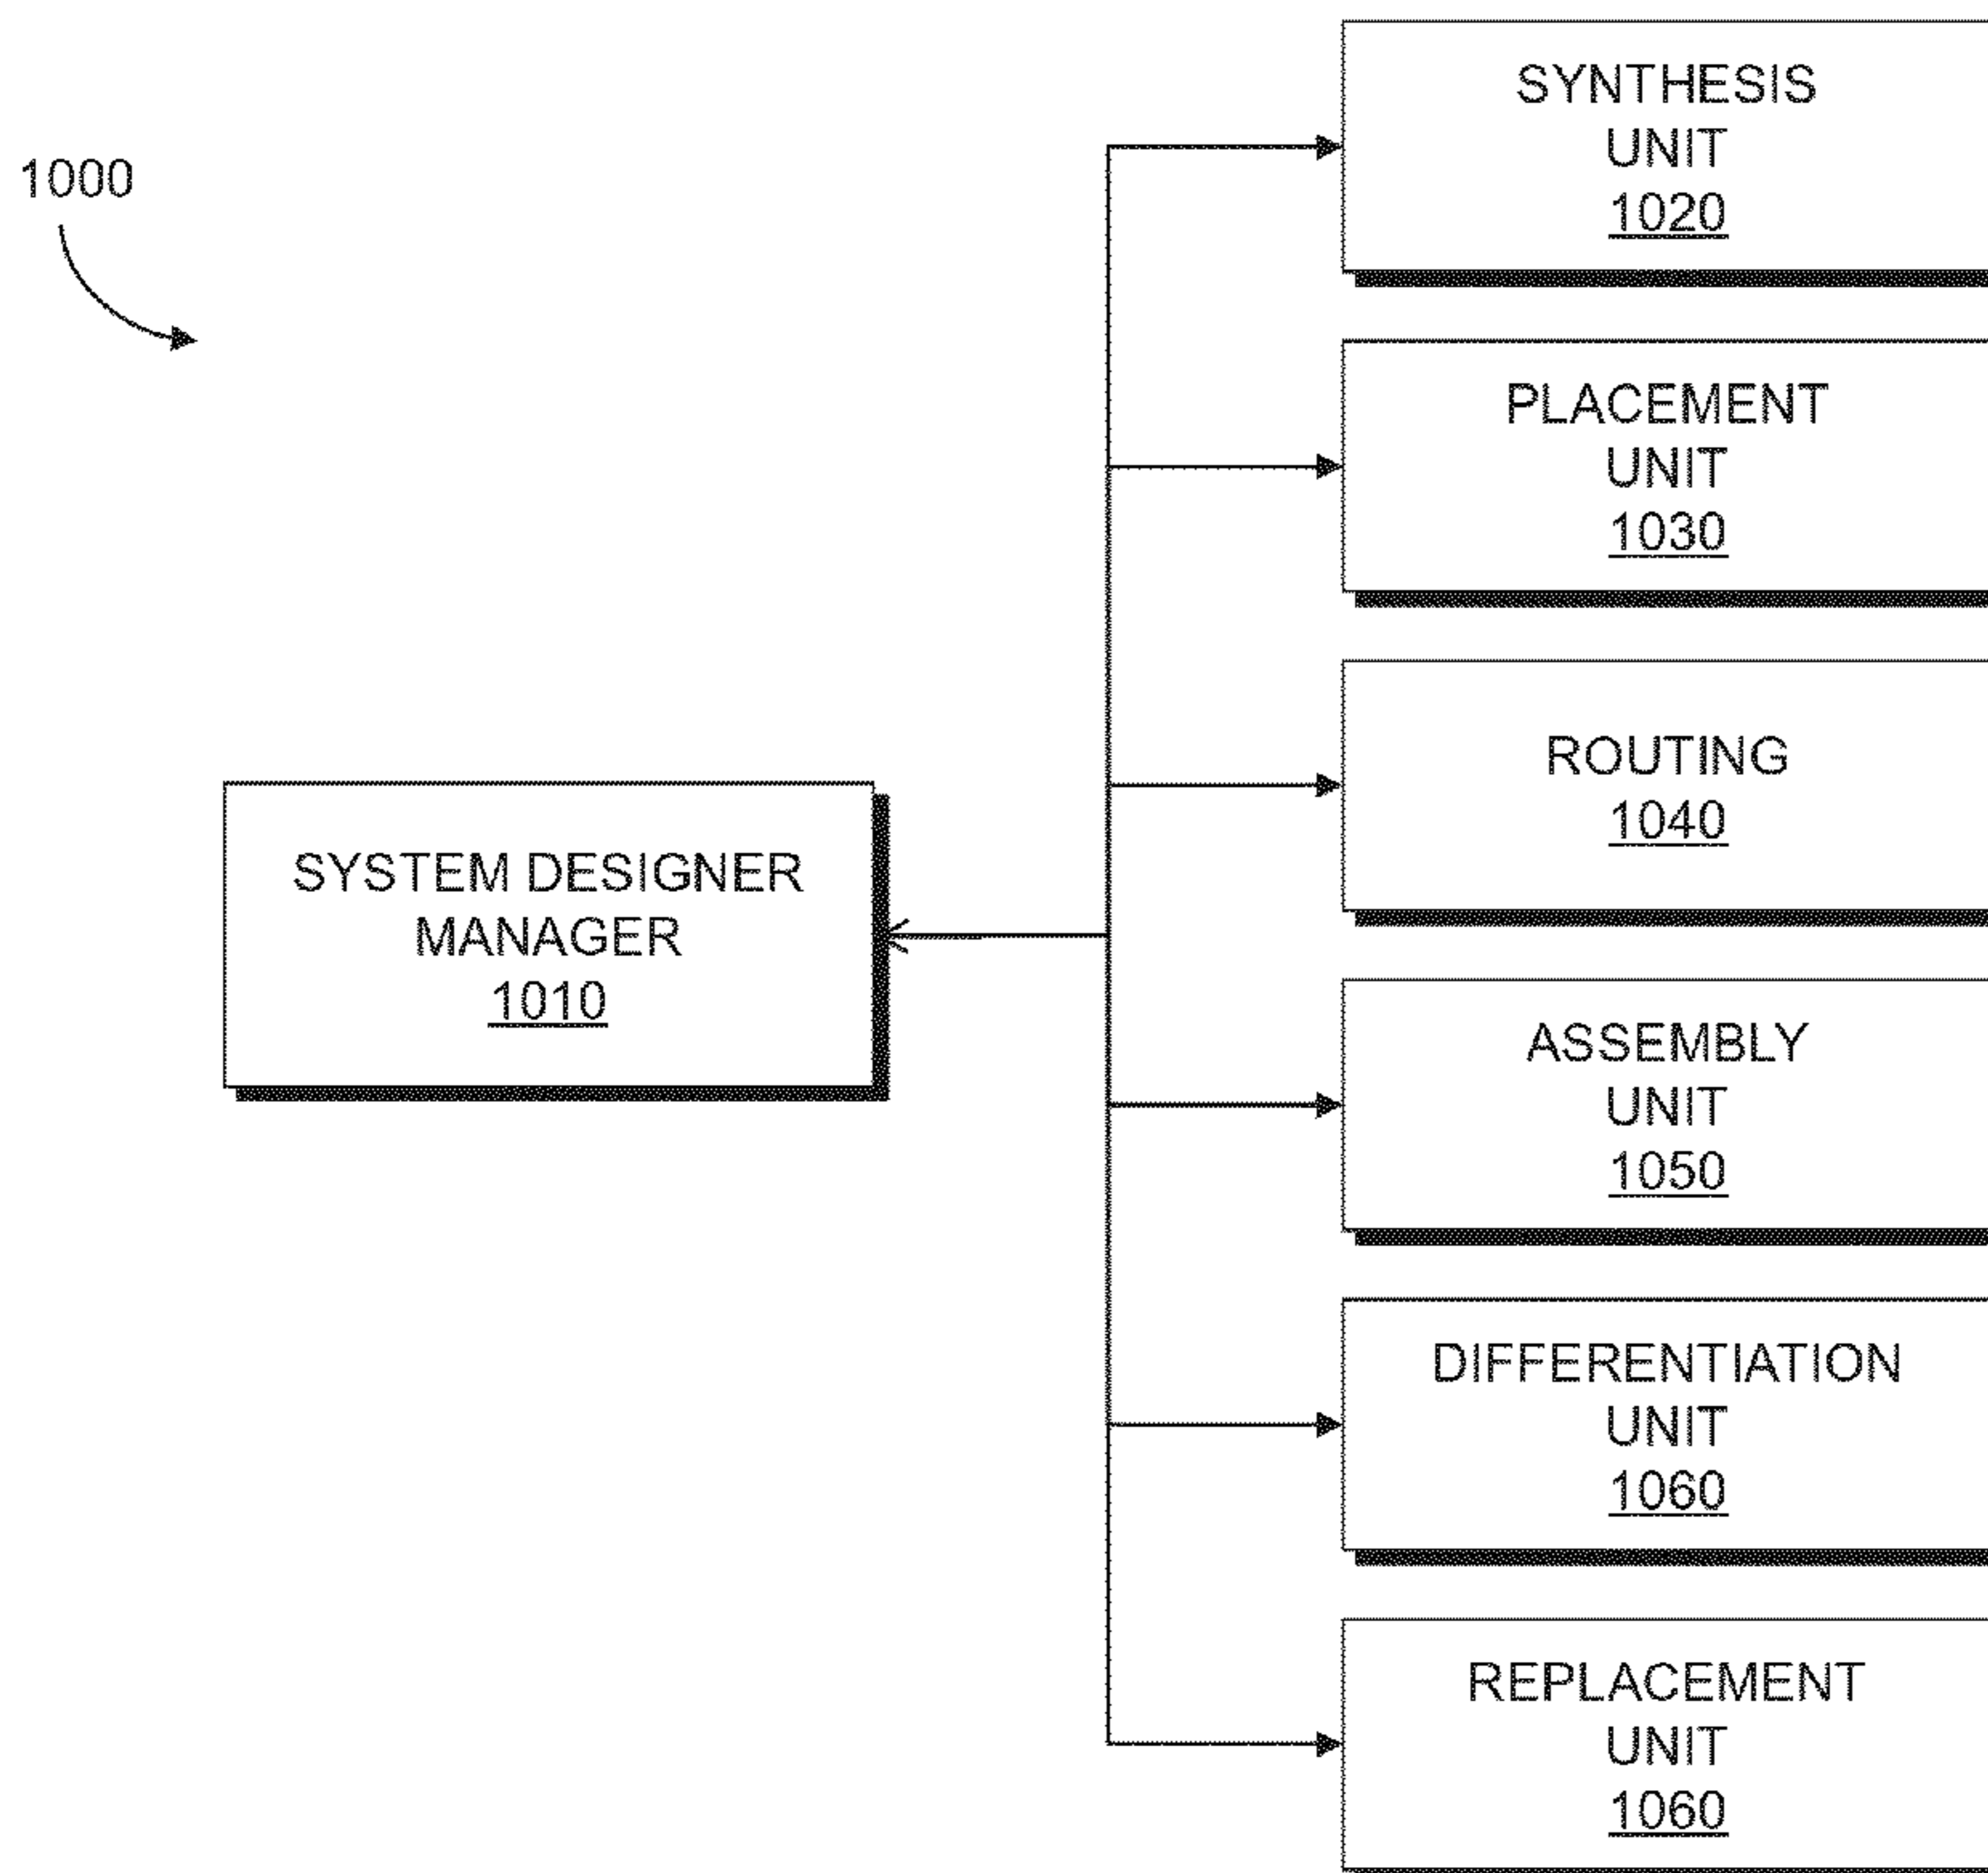 1000
SYSTEM DESIGNER
MANAGER
1010
SYNTHESIS
UNIT
1020
PLACEMENT
UNIT
1030
ROUTING
1040
ASSEMBLY
UNIT
1050
DIFFERENTIATION
UNIT
1060
REPLACEMENT
UNIT
1060